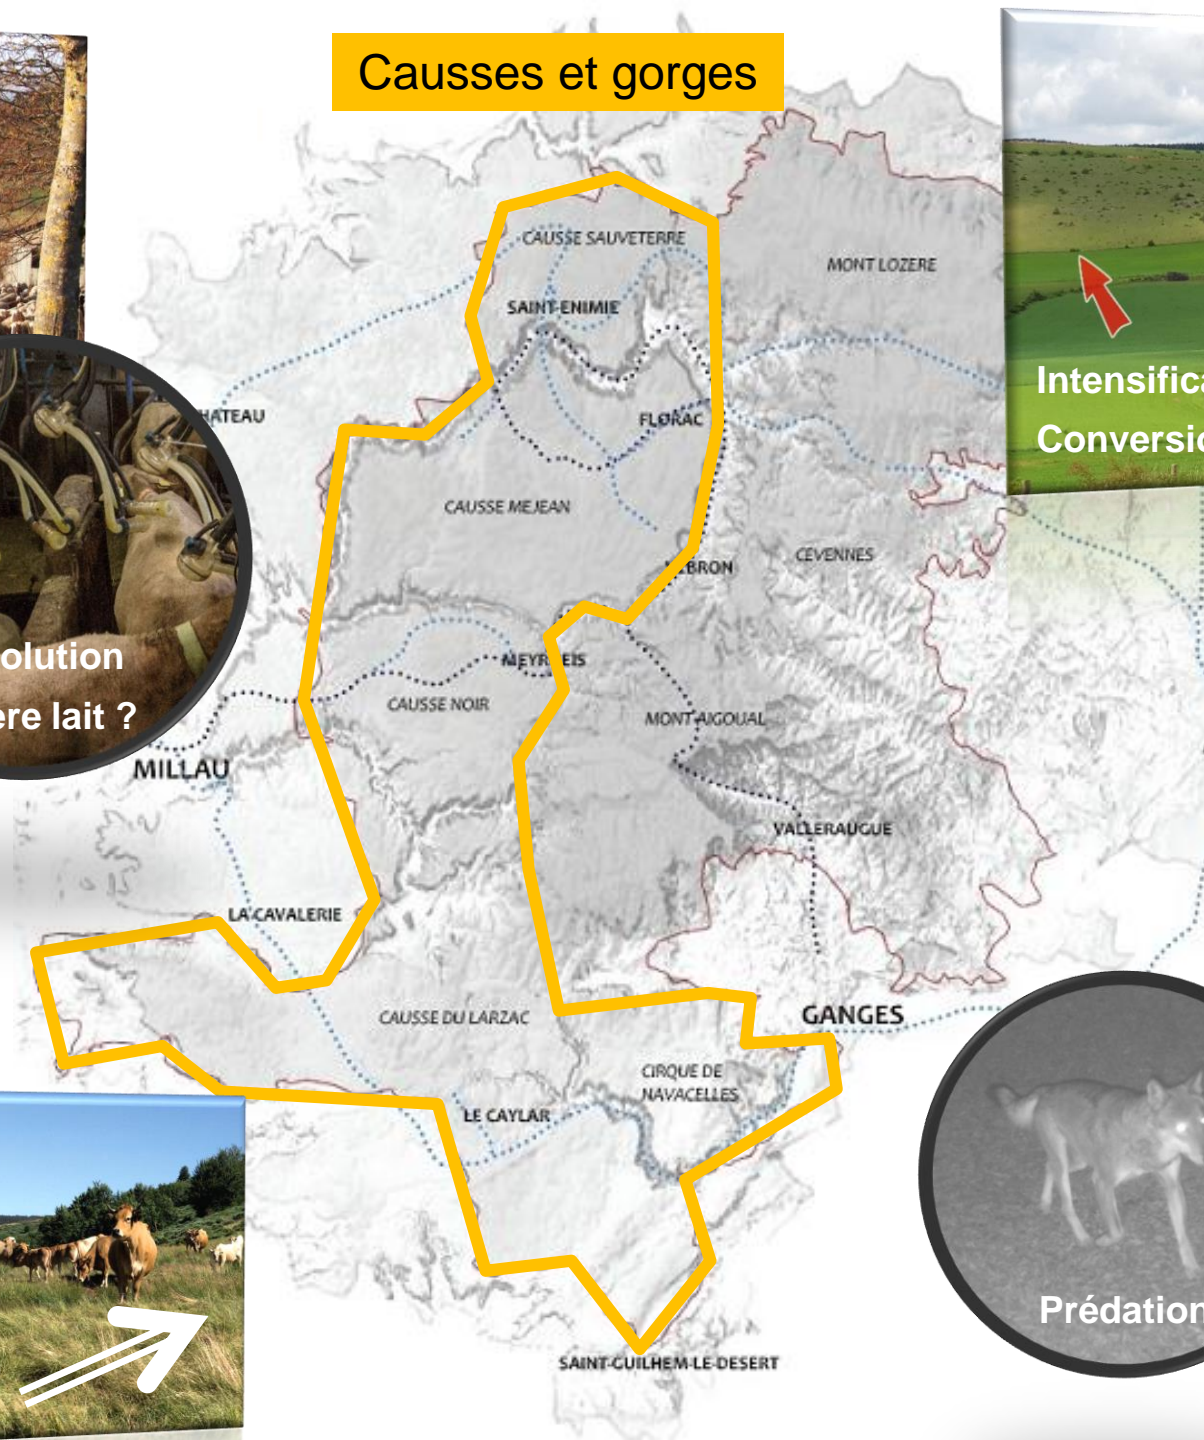 Causses et gorges
CAUSSE SAUVETERRE
MONT LOZERE
SAINT-ENIMIE
Intensifica
HATEAU
FLORAC
Conversio
CAUSSE MEJEAN
CEVENNES
EBRON
olution
MEYRUEIS
ère lait ?
CAUSSE NOIR
MONT AIGOUAL
MILLAU
VALLERAUGUE
LA CAVALERIE
GANGES
CAUSSE DU LARZAC
CIRQUE DE
NAVACELLES
LE CAYLAR
Prédation
SAINT-GUILHEM-LE-DESERT